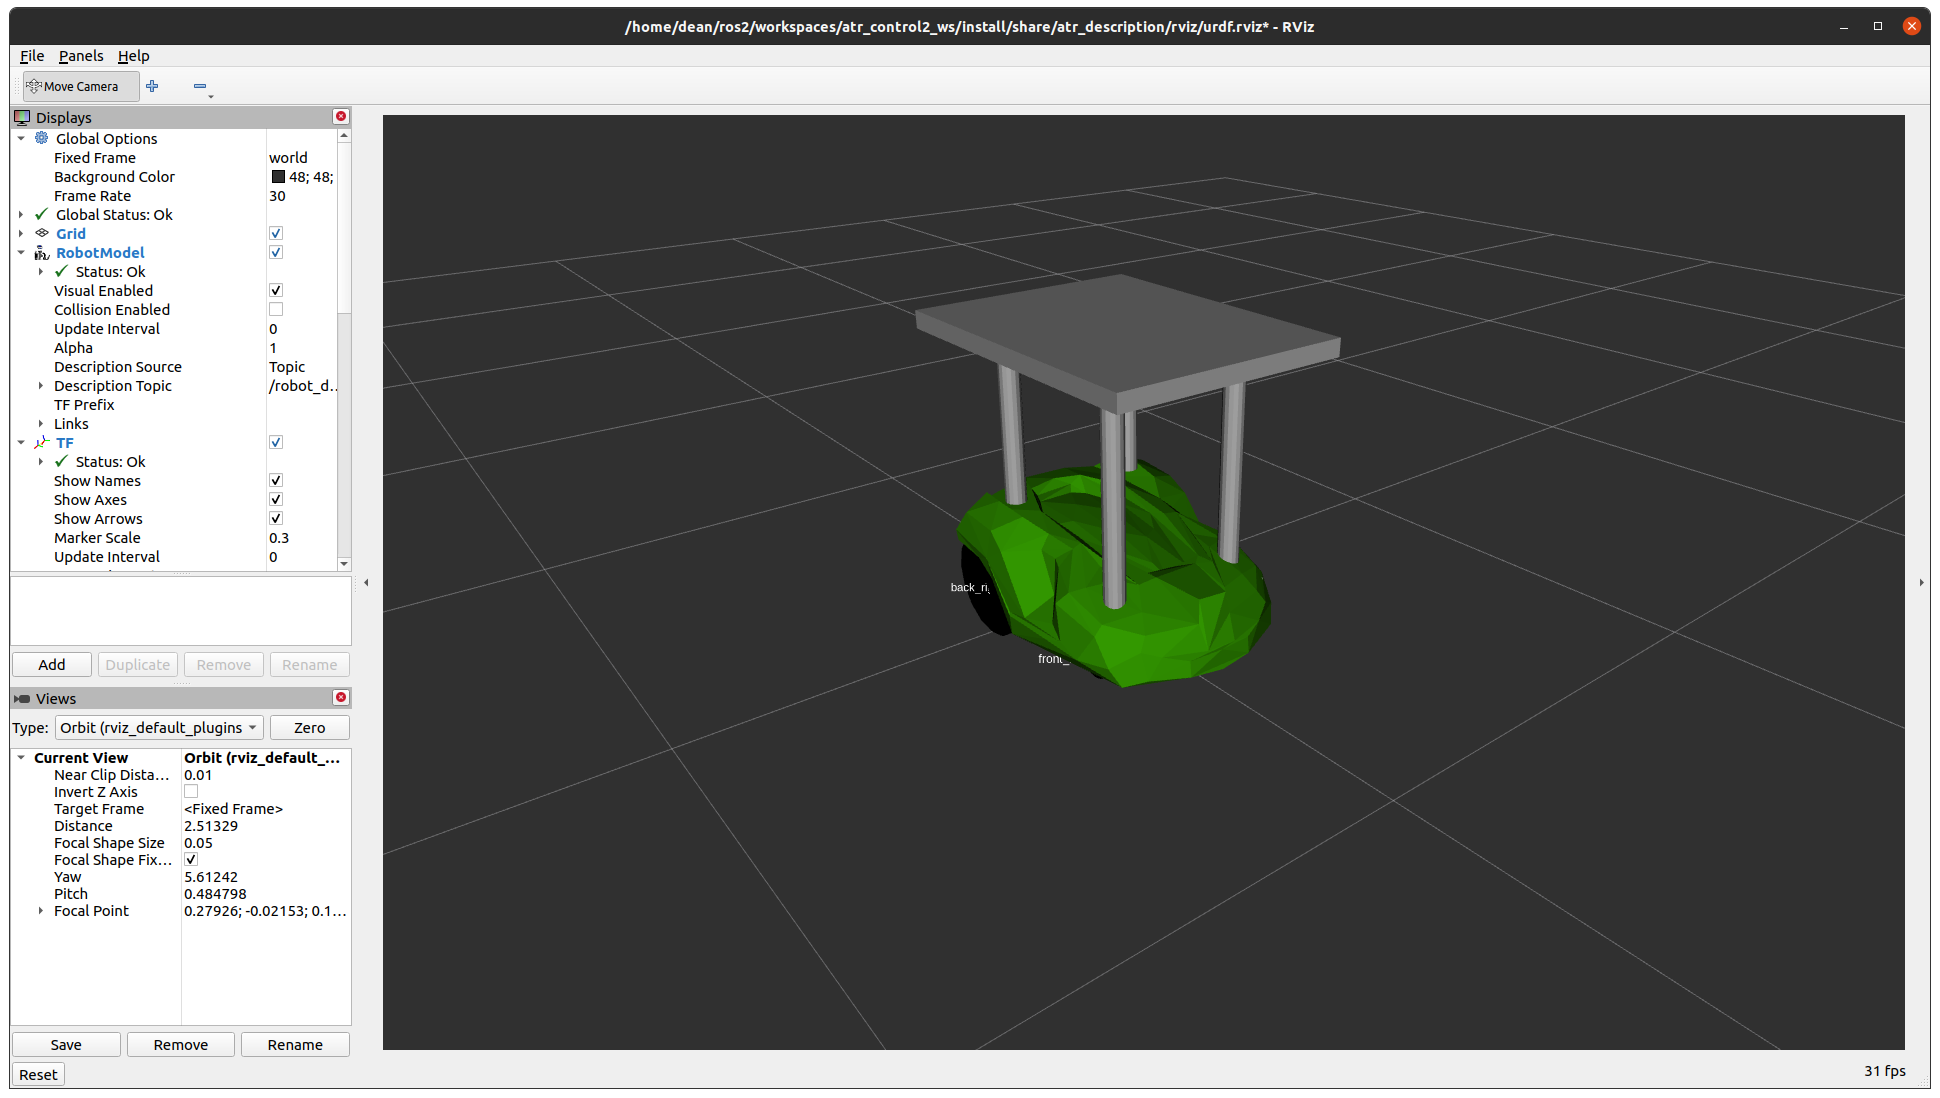 /home/dean/ros2/workspaces/atr_control2_ws/install/share/atr_description/rviz/urdf.rviz* - RViz
File Panels Help
Move Camera
Displays
Global Options
Fixed Frame world
Background Color 48; 48;
Frame Rate 30
Global Status: Ok
Grid
RobotModel
Status: Ok
Visual Enabled
Collision Enabled
Update Interval 0
Alpha 1
Description Source Topic
Description Topic /robot_d...
TF Prefix
Links
TF
Status: Ok
Show Names
Show Axes
Show Arrows
Marker Scale 0.3
Update Interval 0
Add Duplicate Remove Rename
Views
Type: Orbit (rviz_default_plugins Zero
Current View Orbit (rviz_default_...
Near Clip Dista... 0.01
Invert Z Axis
Target Frame <Fixed Frame>
Distance 2.51329
Focal Shape Size 0.05
Focal Shape Fix...
Yaw 5.61242
Pitch 0.484798
Focal Point 0.27926; -0.02153; 0.1...
Save Remove Rename
Reset
back_ri
front_
31 fps